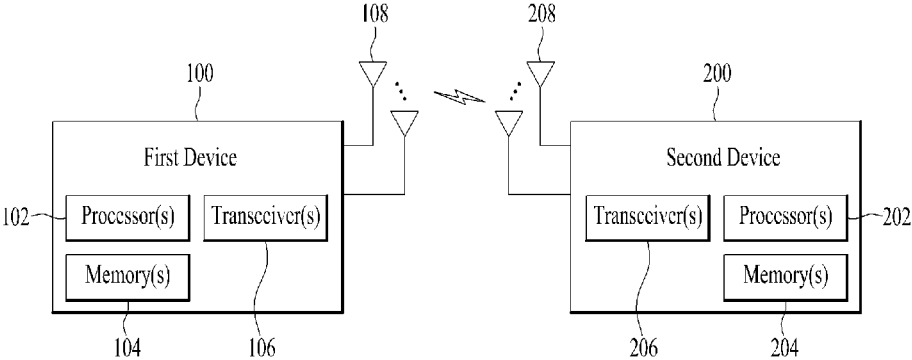 108
208
100
200
First Device
Second Device
102
Processor(s)
Transceiver(s)
Transceiver(s)
Processor(s)
202
Memory(s)
Memory(s)
104
106
206
204